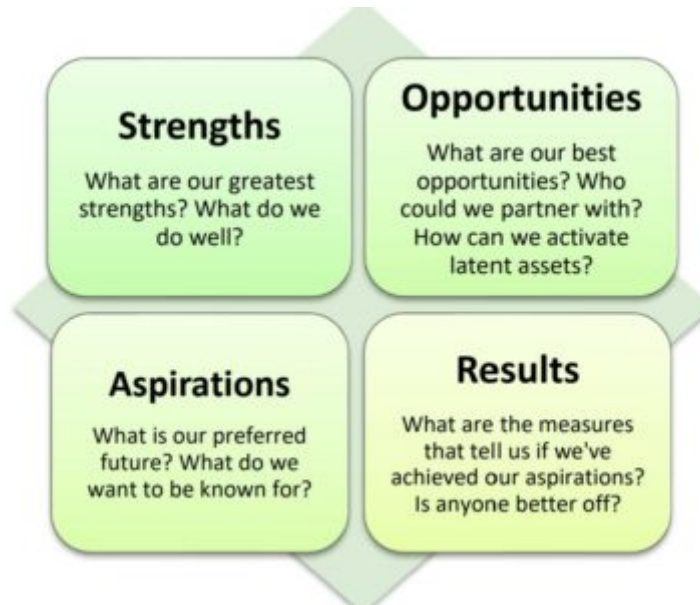 Strengths
What are our greatest
strengths? What do we
do well?
Opportunities
What are our best
opportunities? Who
could we partner with?
How can we activate
latent assets?
Aspirations
What is our preferred
future? What do we
want to be known for?
Results
What are the measures
that tell us if we've
achieved our aspirations?
Is anyone better off?